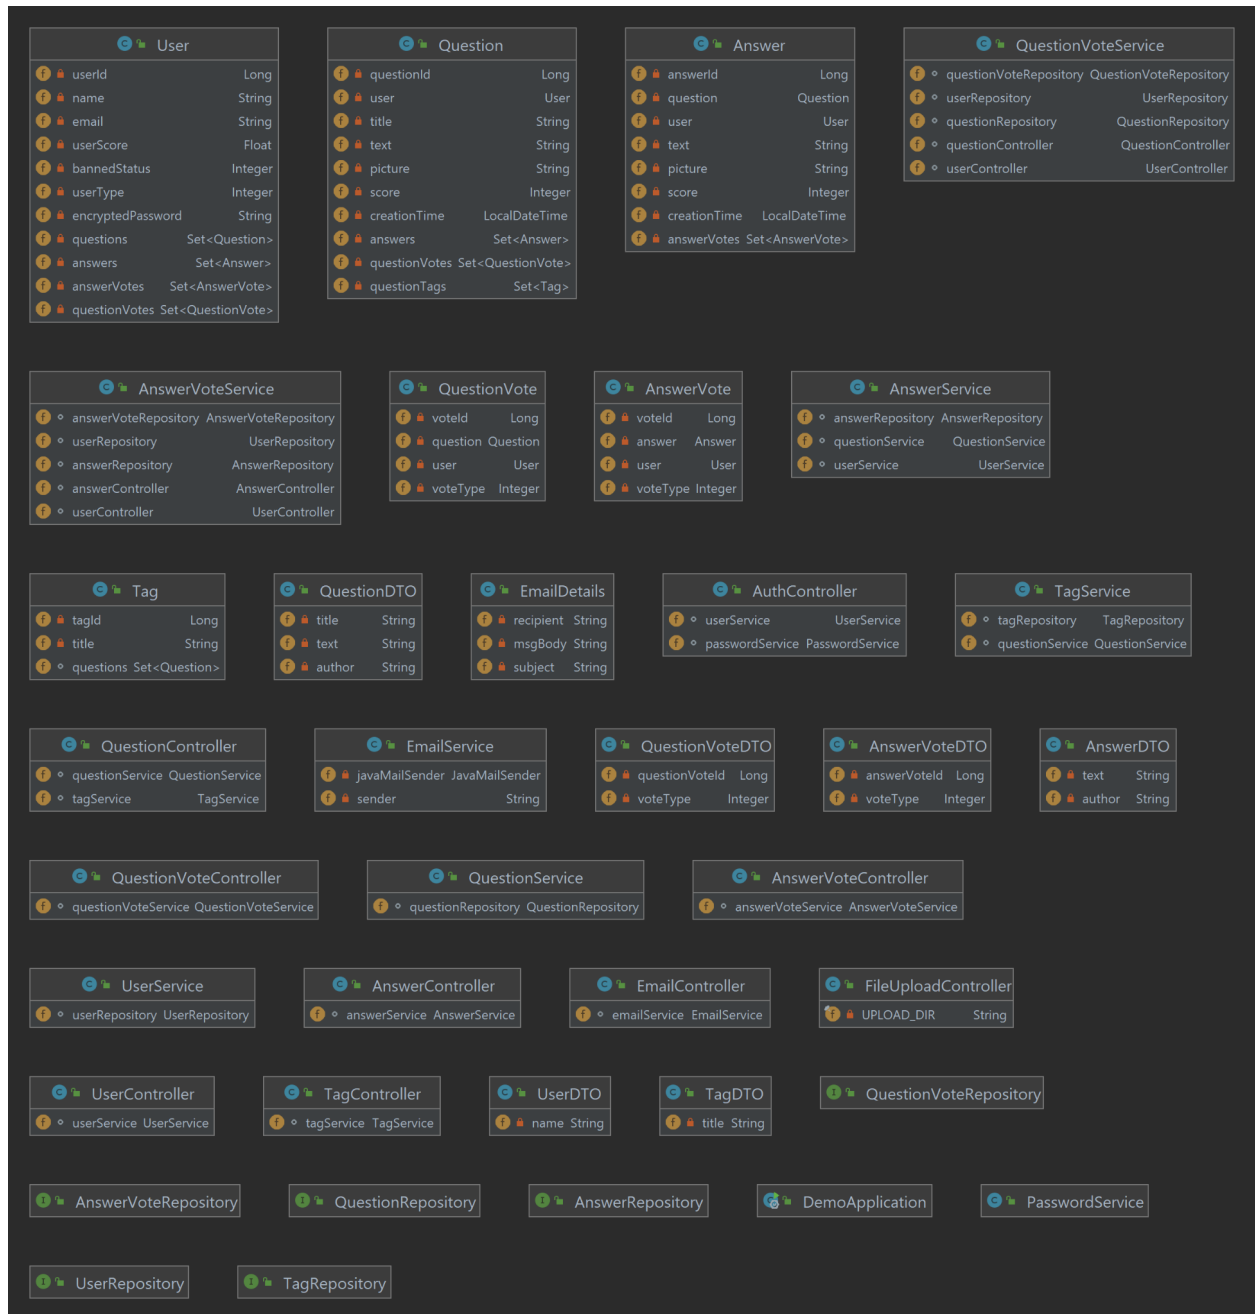 User
userId Long
name String
email String
userScore Float
bannedStatus Integer
userType Integer
encryptedPassword String
questions Set<Question>
answers Set<Answer>
answerVotes Set<AnswerVote>
questionVotes Set<QuestionVote>
Question
questionId Long
user User
title String
text String
picture String
score Integer
creationTime LocalDateTime
answers Set<Answer>
questionVotes Set<QuestionVote>
questionTags Set<Tag>
Answer
answerId Long
question Question
user User
text String
picture String
score Integer
creationTime LocalDateTime
answerVotes Set<AnswerVote>
QuestionVoteService
questionVoteRepository QuestionVoteRepository
userRepository UserRepository
questionRepository QuestionRepository
questionController QuestionController
userController UserController
AnswerVoteService
answerVoteRepository AnswerVoteRepository
userRepository UserRepository
answerRepository AnswerRepository
answerController AnswerController
userController UserController
QuestionVote
voteId Long
question Question
user User
voteType Integer
AnswerVote
voteId Long
answer Answer
user User
voteType Integer
AnswerService
answerRepository AnswerRepository
questionService QuestionService
userService UserService
Tag
tagId Long
title String
questions Set<Question>
QuestionDTO
title String
text String
author String
EmailDetails
recipient String
msgBody String
subject String
AuthController
userService UserService
passwordService PasswordService
TagService
tagRepository TagRepository
questionService QuestionService
QuestionController
questionService QuestionService
tagService TagService
EmailService
javaMailSender JavaMailSender
sender String
QuestionVoteDTO
questionVoteId Long
voteType Integer
AnswerVoteDTO
answerVoteId Long
voteType Integer
AnswerDTO
text String
author String
QuestionVoteController
questionVoteService QuestionVoteService
QuestionService
questionRepository QuestionRepository
AnswerVoteController
answerVoteService AnswerVoteService
UserService
userRepository UserRepository
AnswerController
answerService AnswerService
EmailController
emailService EmailService
FileUploadController
UPLOAD_DIR String
UserController
userService UserService
TagController
tagService TagService
UserDTO
name String
TagDTO
title String
QuestionVoteRepository
AnswerVoteRepository
QuestionRepository
AnswerRepository
DemoApplication
PasswordService
UserRepository
TagRepository